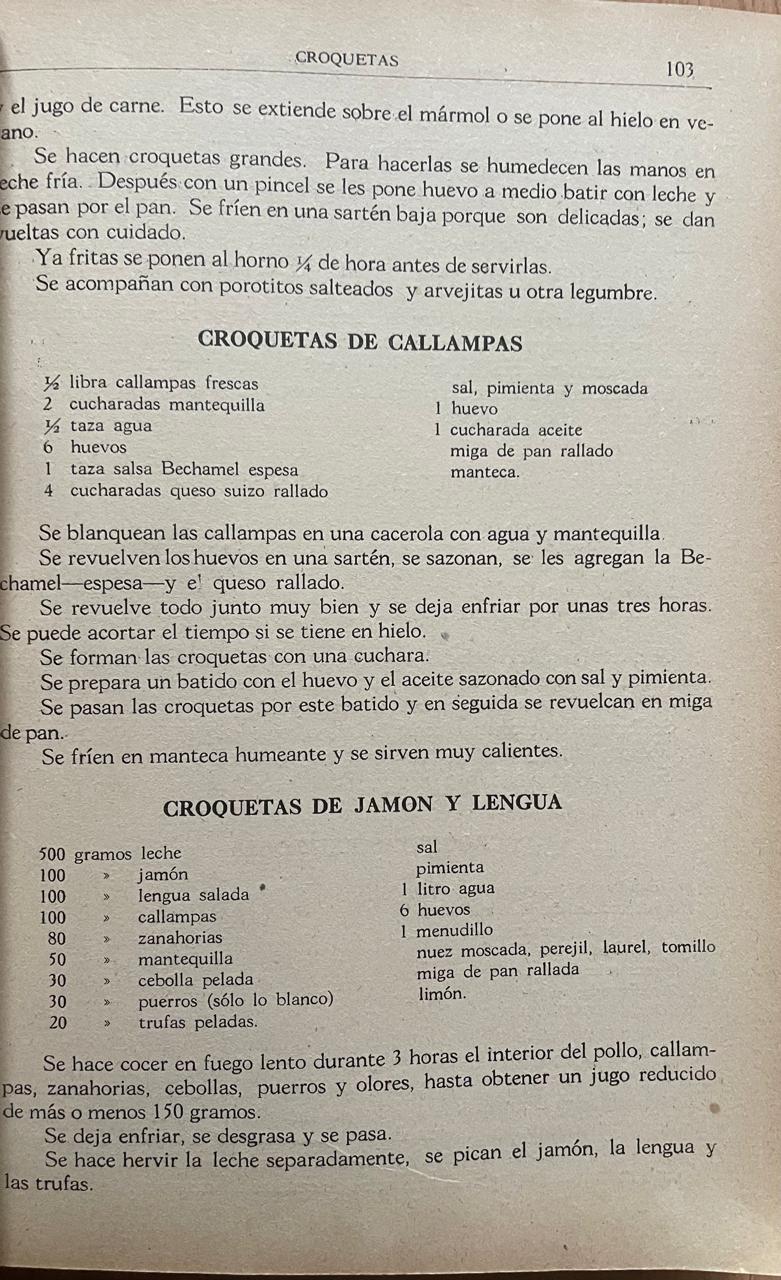 CROQUETAS
103
el jugo de carne. Esto se extiende sobre el mármol o se pone al hielo en ve-
ano.
Se hacen croquetas grandes. Para hacerlas se humedecen las manos en
eche fría. Después con un pincel se les pone huevo a medio batir con leche y
e pasan por el pan. Se fríen en una sartén baja porque son delicadas; se dan
vueltas con cuidado.
Ya fritas se ponen al horno ¼ de hora antes de servirlas.
Se acompañan con porotitos salteados y arvejitas u otra legumbre.
CROQUETAS DE CALLAMPAS
½ libra callampas frescas
2 cucharadas mantequilla
½ taza agua
6 huevos
1 taza salsa Bechamel espesa
4 cucharadas queso suizo rallado
sal, pimienta y moscada
1 huevo
1 cucharada aceite
miga de pan rallado
manteca.
Se blanquean las callampas en una cacerola con agua y mantequilla.
Se revuelven los huevos en una sartén, se sazonan, se les agregan la Be-
chamel—espesa—y el queso rallado.
Se revuelve todo junto muy bien y se deja enfriar por unas tres horas.
Se puede acortar el tiempo si se tiene en hielo.
Se forman las croquetas con una cuchara.
Se prepara un batido con el huevo y el aceite sazonado con sal y pimienta.
Se pasan las croquetas por este batido y en seguida se revuelcan en miga
de pan.
Se fríen en manteca humeante y se sirven muy calientes.
CROQUETAS DE JAMON Y LENGUA
500 gramos leche
100 » jamón
100 » lengua salada
100 » callampas
80 » zanahorias
50 » mantequilla
30 » cebolla pelada
30 » puerros (sólo lo blanco)
20 » trufas peladas.
sal
pimienta
1 litro agua
6 huevos
1 menudillo
nuez moscada, perejil, laurel, tomillo
miga de pan rallada
limón.
Se hace cocer en fuego lento durante 3 horas el interior del pollo, callam-
pas, zanahorias, cebollas, puerros y olores, hasta obtener un jugo reducido
de más o menos 150 gramos.
Se deja enfriar, se desgrasa y se pasa.
Se hace hervir la leche separadamente, se pican el jamón, la lengua y
las trufas.